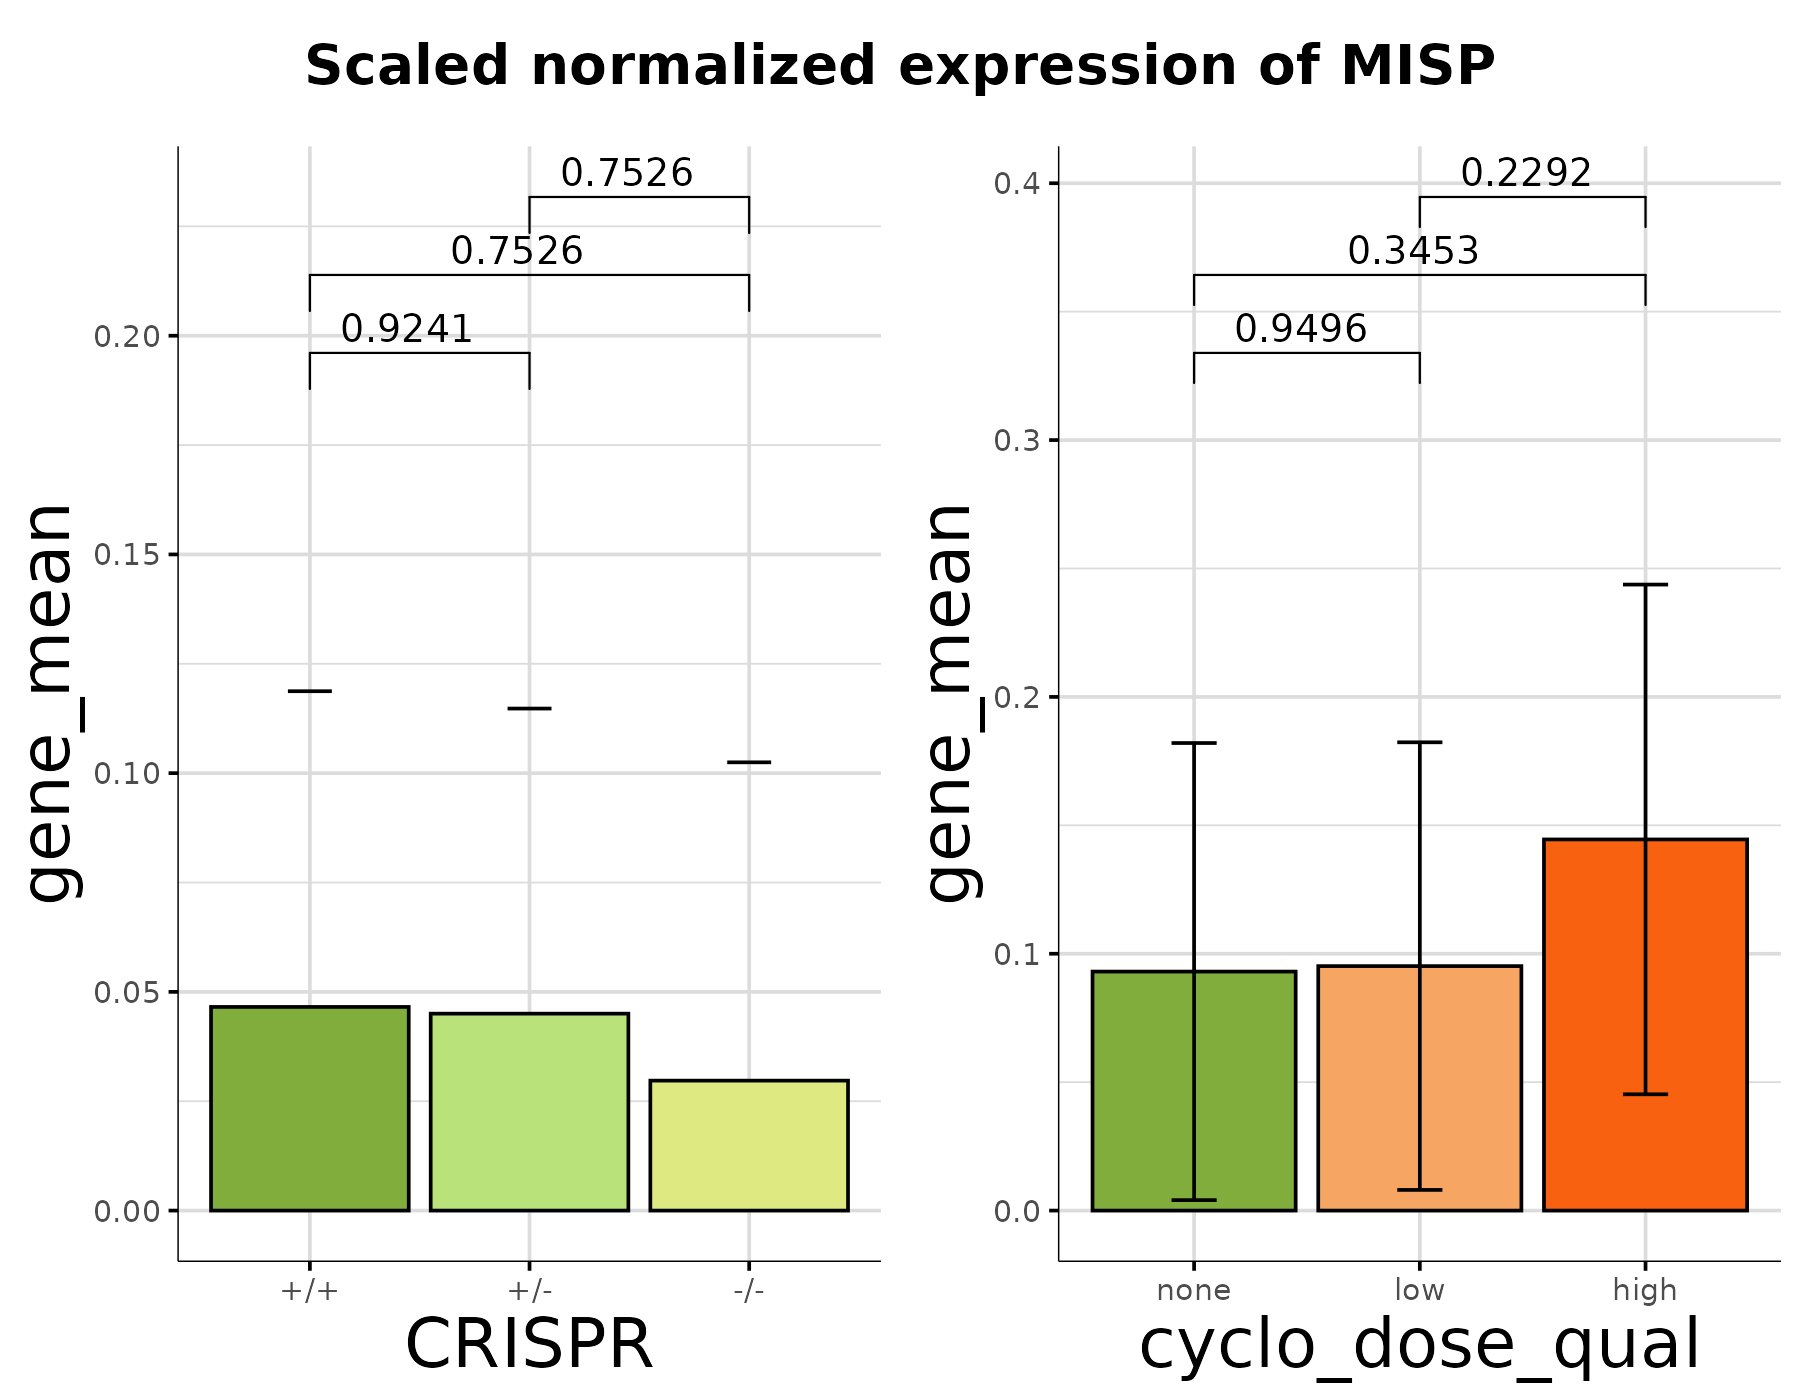 Scaled normalized expression of MISP
gene_mean
0.20
0.15
0.10
0.05
0.00
0.7526
0.7526
0.9241
+/+
+/-
-/-
CRISPR
gene_mean
0.4
0.3
0.2
0.1
0.0
0.2292
0.3453
0.9496
none
low
high
cyclo_dose_qual